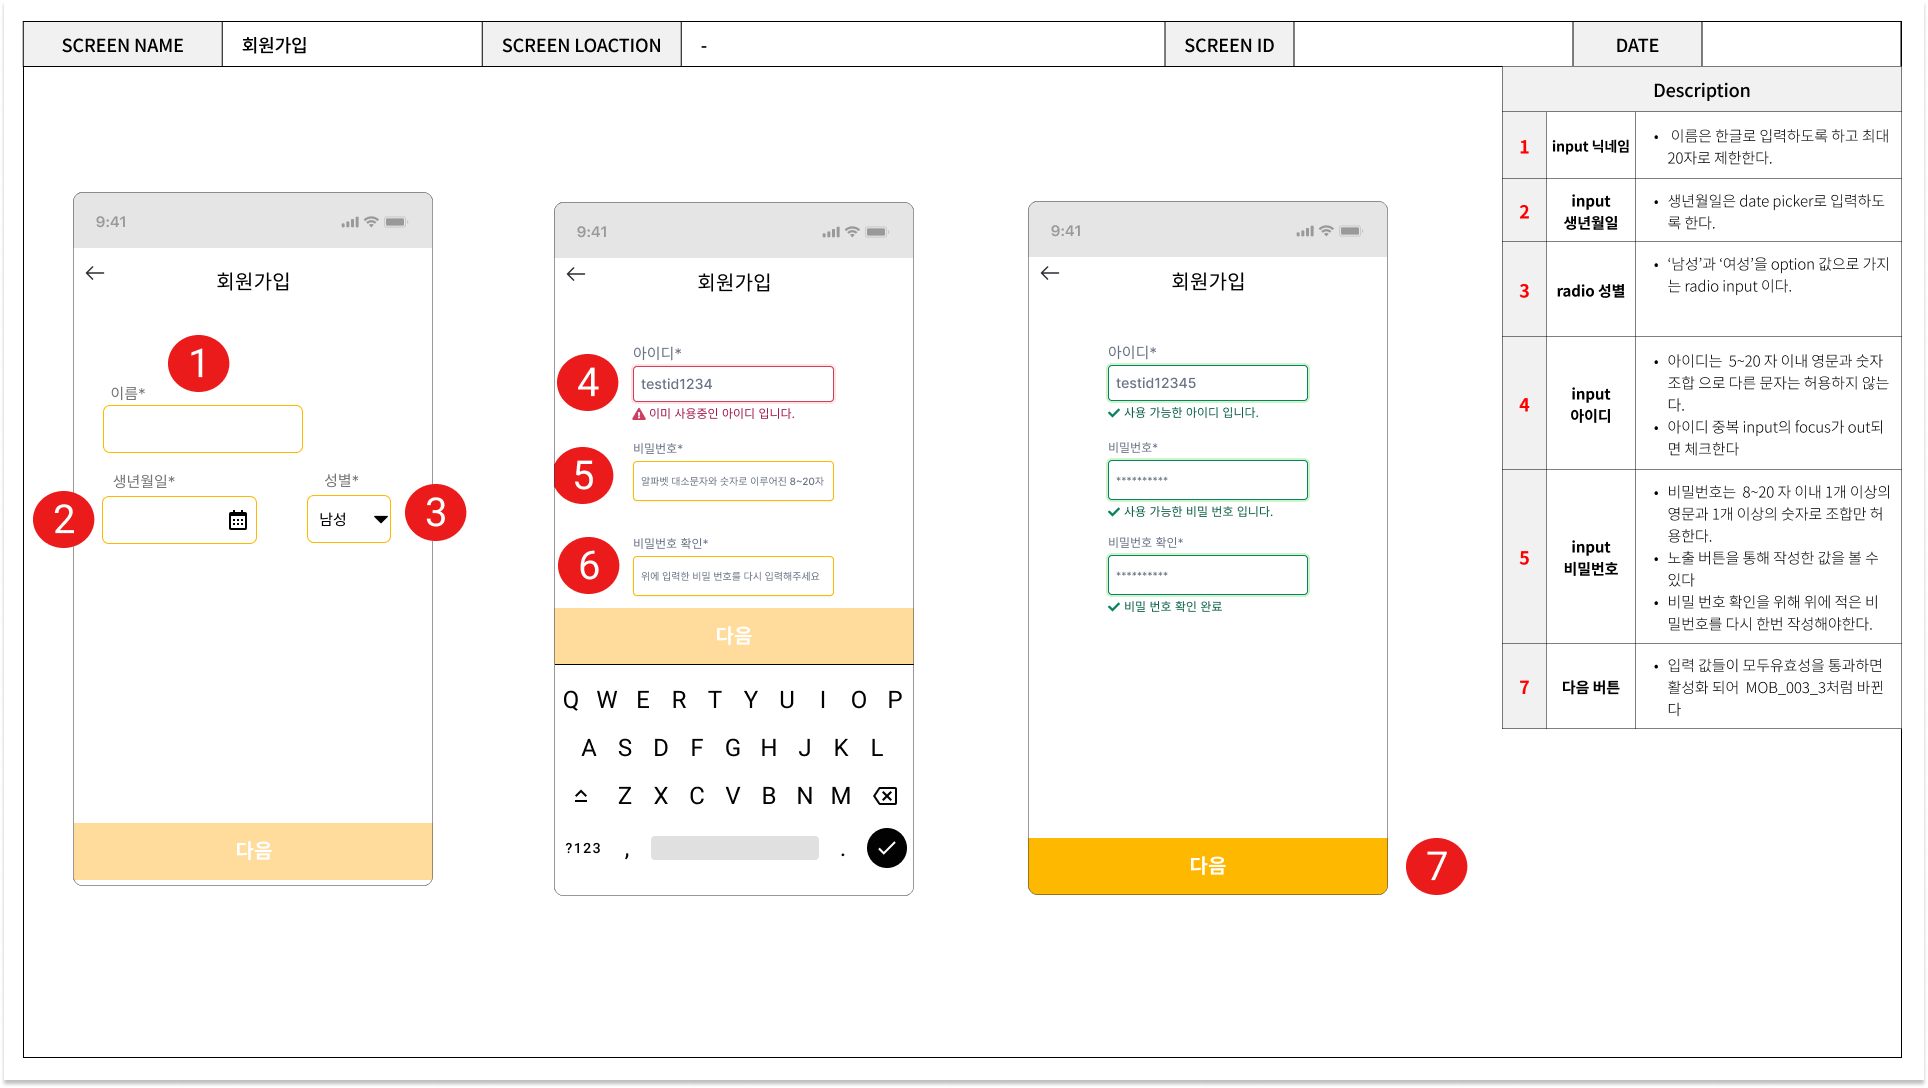 SCREEN NAME
회원가입
SCREEN LOACTION
-
SCREEN ID
DATE
9:41
회원가입
1
이름*
생년월일*
2
성별*
남성
3
다음
9:41
회원가입
아이디*
4
testid1234
이미 사용중인 아이디 입니다.
비밀번호*
5
알파벳 대소문자와 숫자로 이루어진 8~20자
비밀번호 확인*
6
위에 입력한 비밀 번호를 다시 입력해주세요
다음
Q W E R T Y U I O P
A S D F G H J K L
Z X C V B N M
?123 , .
9:41
회원가입
아이디*
testid12345
사용 가능한 아이디 입니다.
비밀번호*
**********
사용 가능한 비밀 번호 입니다.
비밀번호 확인*
**********
비밀 번호 확인 완료
다음
7
Description
1
input 닉네임
• 이름은 한글로 입력하도록 하고 최대
20자로 제한한다.
2
input
생년월일
• 생년월일은 date picker로 입력하도
록 한다.
3
radio 성별
• ‘남성’과 ‘여성’을 option 값으로 가지
는 radio input 이다.
4
input
아이디
• 아이디는 5~20 자 이내 영문과 숫자
조합 으로 다른 문자는 허용하지 않는
다.
• 아이디 중복 input의 focus가 out되
면 체크한다
5
input
비밀번호
• 비밀번호는 8~20 자 이내 1개 이상의
영문과 1개 이상의 숫자로 조합만 허
용한다.
• 노출 버튼을 통해 작성한 값을 볼 수
있다
• 비밀 번호 확인을 위해 위에 적은 비
밀번호를 다시 한번 작성해야한다.
7
다음 버튼
• 입력 값들이 모두유효성을 통과하면
활성화 되어 MOB_003_3처럼 바뀐
다